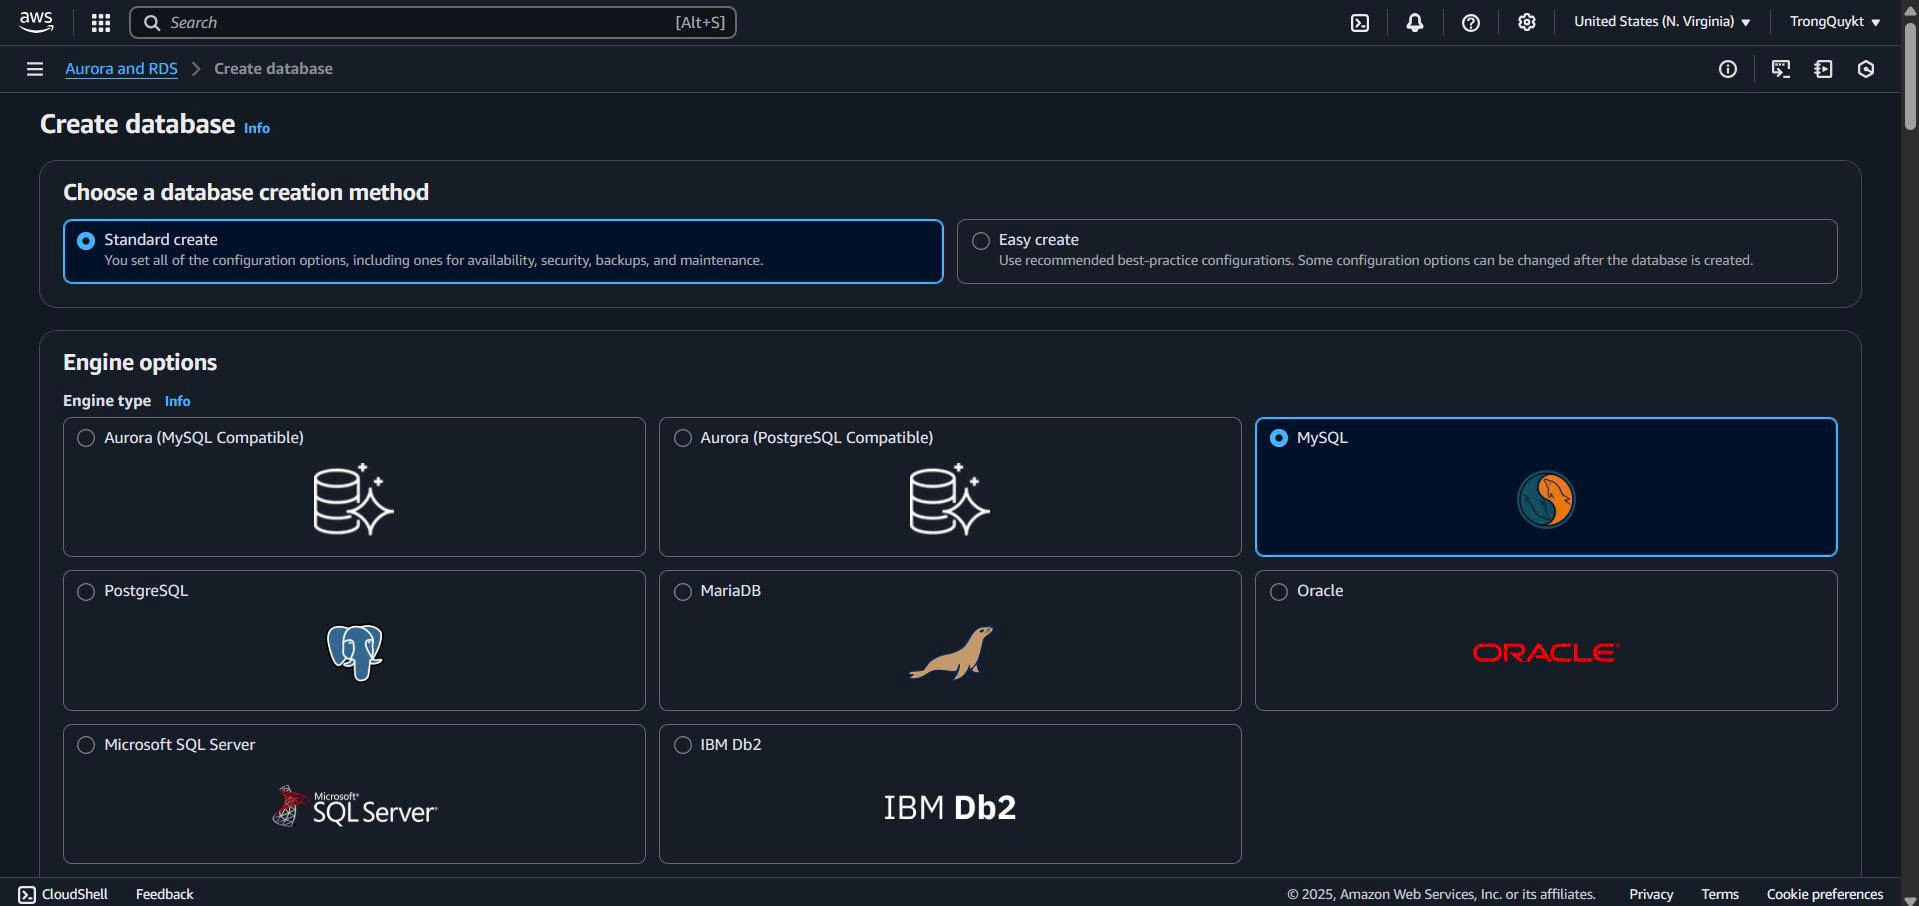 aws
Search [Alt+S]
United States (N. Virginia)
TrongQuykt
Aurora and RDS
Create database
Create database Info
Choose a database creation method
Standard create
You set all of the configuration options, including ones for availability, security, backups, and maintenance.
Easy create
Use recommended best-practice configurations. Some configuration options can be changed after the database is created.
Engine options
Engine type Info
Aurora (MySQL Compatible)
Aurora (PostgreSQL Compatible)
MySQL
PostgreSQL
MariaDB
Oracle
ORACLE
Microsoft SQL Server
Microsoft®
SQL Server
IBM Db2
IBM Db2
CloudShell
Feedback
© 2025, Amazon Web Services, Inc. or its affiliates.
Privacy
Terms
Cookie preferences